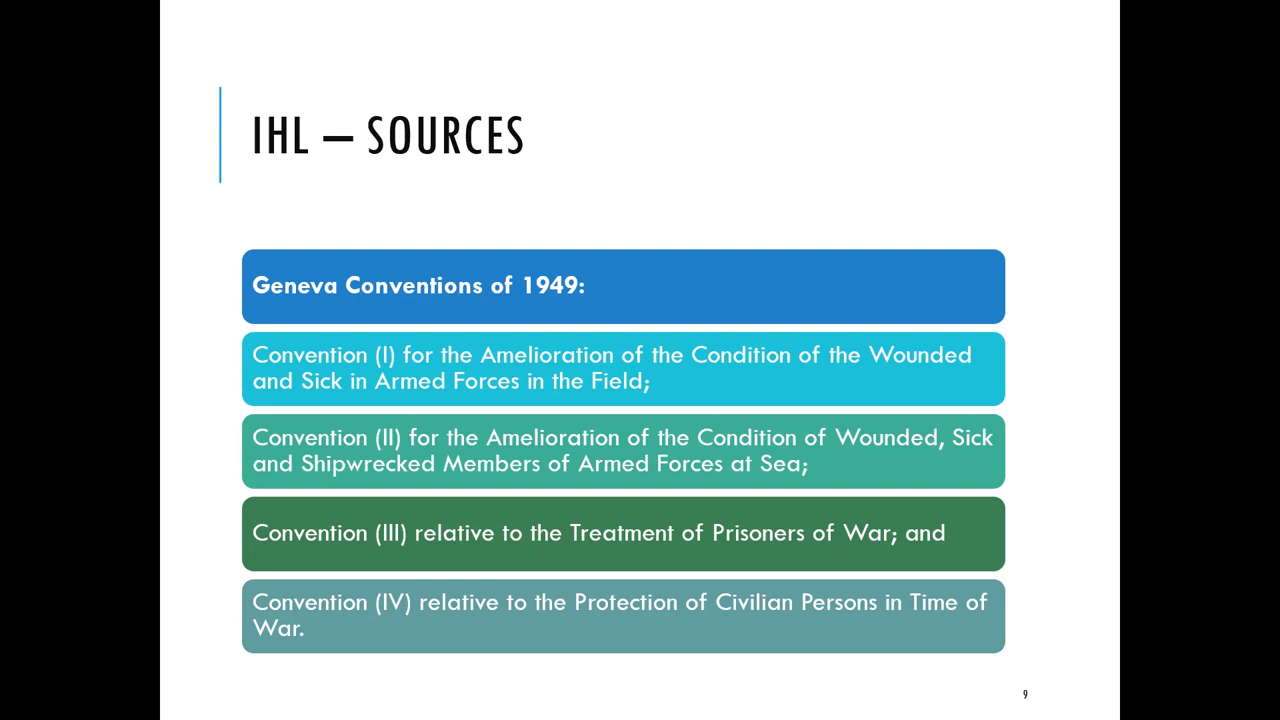 IHL – SOURCES
Geneva Conventions of 1949:
Convention (I) for the Amelioration of the Condition of the Wounded
and Sick in Armed Forces in the Field;
Convention (II) for the Amelioration of the Condition of Wounded, Sick
and Shipwrecked Members of Armed Forces at Sea;
Convention (III) relative to the Treatment of Prisoners of War; and
Convention (IV) relative to the Protection of Civilian Persons in Time of
War.
9